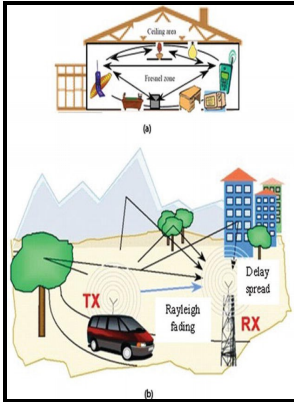 Ceiling area
Fresnel zone
(a)
TX
Rayleigh
fading
Delay
spread
RX
(b)